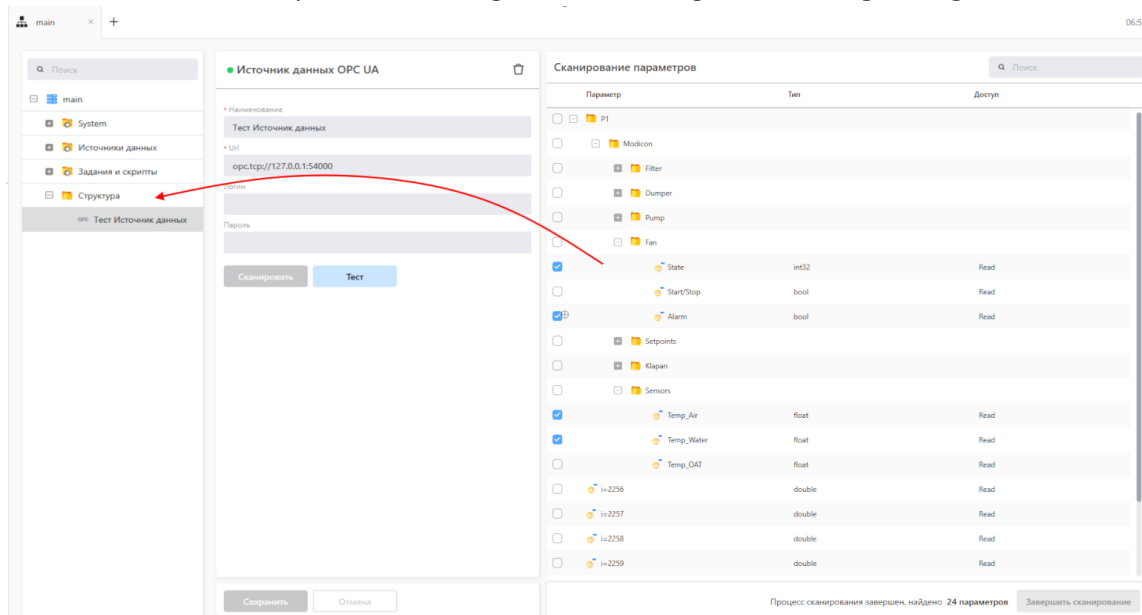 main × +
06:5
Поиск
main
System
Источники данных
Задания и скрипты
Структура
OPC Тест Источник данных
Источник данных OPC UA
* Наименование
Тест Источник данных
* Url
opc.tcp://127.0.0.1:54000
Логин
Пароль
Сканировать Тест
Сохранить Отмена
Сканирование параметров
Поиск
Параметр Тип Доступ
P1
Modicon
Filter
Dumper
Pump
Fan
State int32 Read
Start/Stop bool Read
Alarm bool Read
Setpoints
Klapan
Sensors
Temp_Air float Read
Temp_Water float Read
Temp_OAT float Read
i=2256 double Read
i=2257 double Read
i=2258 double Read
i=2259 double Read
Процесс сканирования завершен, найдено 24 параметров Завершить сканирование